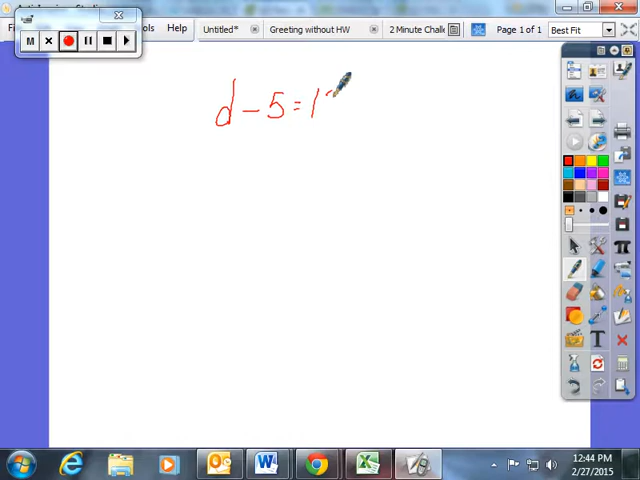 Help
Untitled*
Greeting without HW
2 Minute Challe
Page 1 of 1
Best Fit
M
d - 5 = 1
T
12:44 PM
2/27/2015